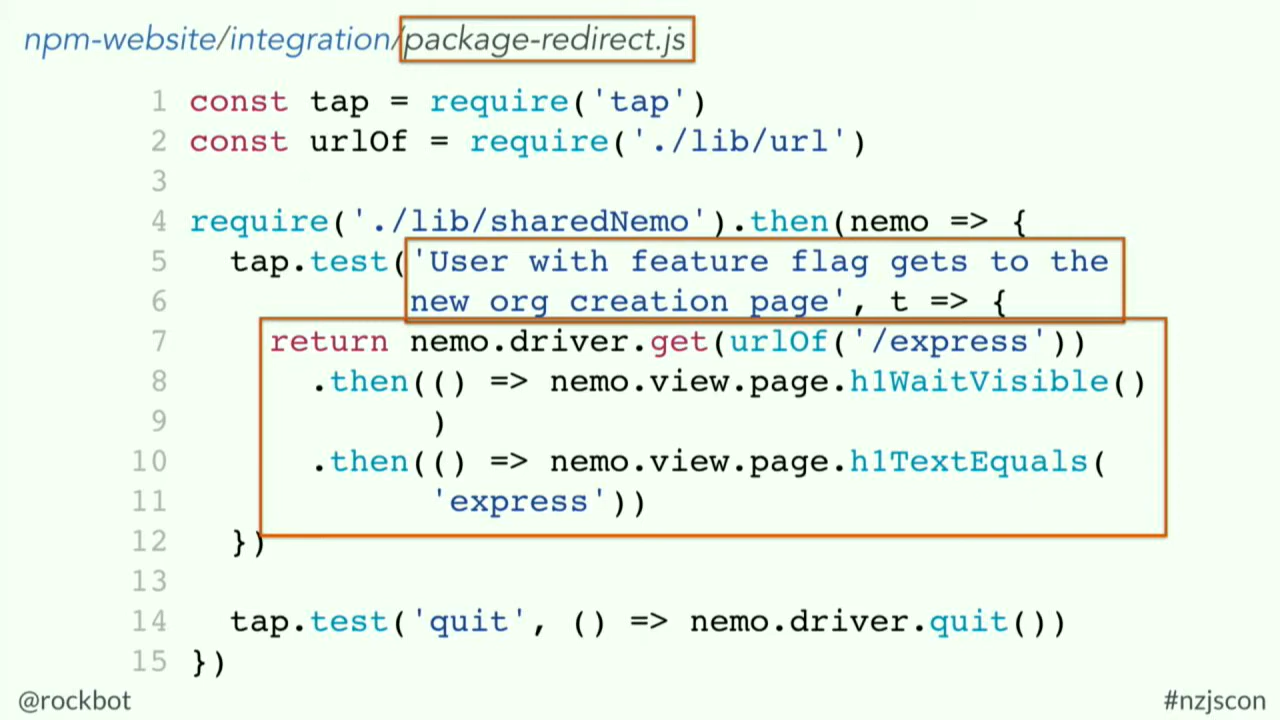 npm-website/integration/package-redirect.js
1 const tap = require('tap')
2 const urlOf = require('./lib/url')
3
4 require('./lib/sharedNemo').then(nemo => {
5 tap.test('User with feature flag gets to the
6 new org creation page', t => {
7 return nemo.driver.get(urlOf('/express'))
8 .then(() => nemo.view.page.h1WaitVisible()
9 )
10 .then(() => nemo.view.page.h1TextEquals(
11 'express'))
12 })
13
14 tap.test('quit', () => nemo.driver.quit())
15 })
@rockbot #nzjscon